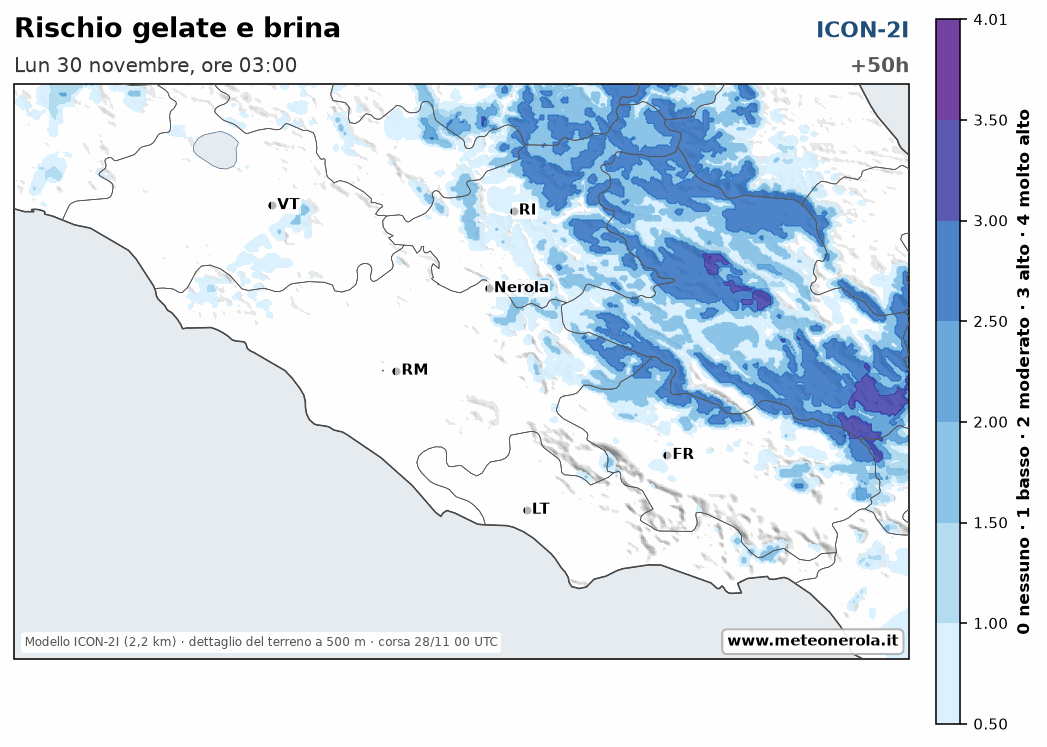 Rischio gelate e brina
ICON-2I
Lun 30 novembre, ore 03:00
+50h
4.01
3.50
3.00
2.50
2.00
1.50
1.00
0.50
0 nessuno · 1 basso · 2 moderato · 3 alto · 4 molto alto
VT
RI
Nerola
RM
FR
LT
Modello ICON-2I (2,2 km) · dettaglio del terreno a 500 m · corsa 28/11 00 UTC
www.meteonerola.it